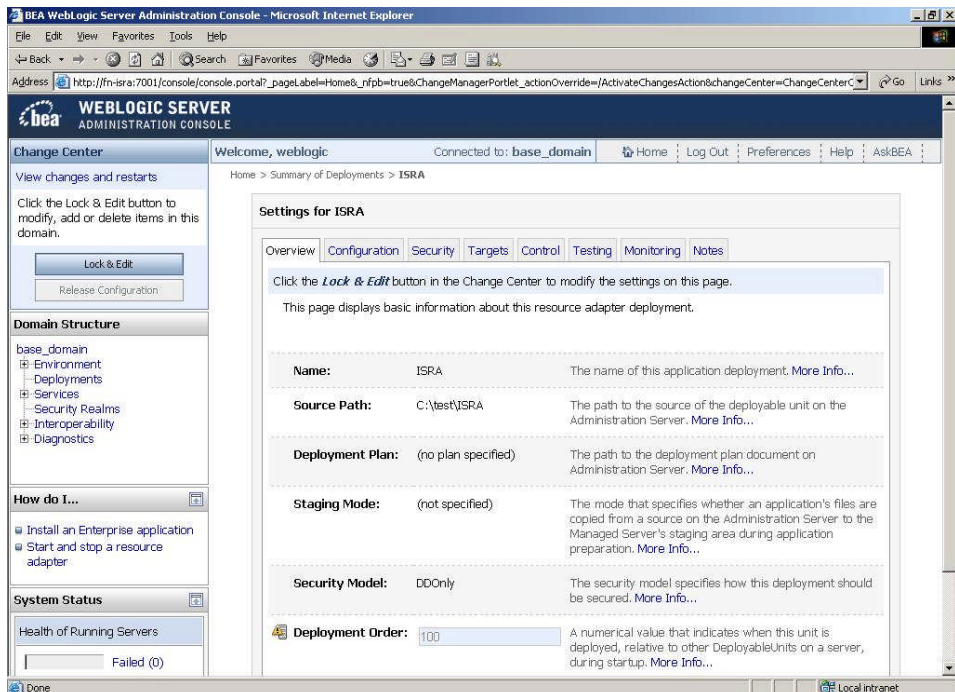 BEA WebLogic Server Administration Console - Microsoft Internet Explorer
File Edit View Favorites Tools Help
Back Search Favorites Media
Address http://fn-isra:7001/console/console.portal?_pageLabel=Home&_nfpb=true&ChangeManagerPortlet_actionOverride=/ActivateChangesAction&changeCenter=ChangeCenterC Go Links »
bea WEBLOGIC SERVER
ADMINISTRATION CONSOLE
Change Center
View changes and restarts
Click the Lock & Edit button to
modify, add or delete items in this
domain.
Lock & Edit
Release Configuration
Domain Structure
base_domain
Environment
Deployments
Services
Security Realms
Interoperability
Diagnostics
How do I...
Install an Enterprise application
Start and stop a resource
adapter
System Status
Health of Running Servers
Failed (0)
Welcome, weblogic Connected to: base_domain Home Log Out Preferences Help AskBEA
Home > Summary of Deployments > ISRA
Settings for ISRA
Overview Configuration Security Targets Control Testing Monitoring Notes
Click the Lock & Edit button in the Change Center to modify the settings on this page.
This page displays basic information about this resource adapter deployment.
Name: ISRA The name of this application deployment. More Info...
Source Path: C:\test\ISRA The path to the source of the deployable unit on the
Administration Server. More Info...
Deployment Plan: (no plan specified) The path to the deployment plan document on
Administration Server. More Info...
Staging Mode: (not specified) The mode that specifies whether an application's files are
copied from a source on the Administration Server to the
Managed Server's staging area during application
preparation. More Info...
Security Model: DDOnly The security model specifies how this deployment should
be secured. More Info...
Deployment Order: 100 A numerical value that indicates when this unit is
deployed, relative to other DeployableUnits on a server,
during startup. More Info...
Done Local intranet